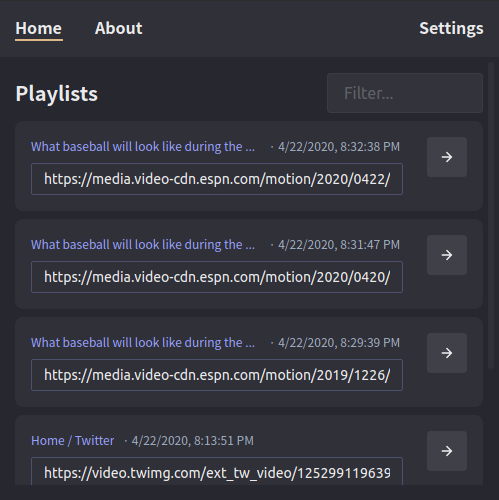 Home About Settings
Playlists Filter...
What baseball will look like during the ... · 4/22/2020, 8:32:38 PM
https://media.video-cdn.espn.com/motion/2020/0422/
What baseball will look like during the ... · 4/22/2020, 8:31:47 PM
https://media.video-cdn.espn.com/motion/2020/0420/
What baseball will look like during the ... · 4/22/2020, 8:29:39 PM
https://media.video-cdn.espn.com/motion/2019/1226/
Home / Twitter · 4/22/2020, 8:13:51 PM
https://video.twimg.com/ext_tw_video/125299119639